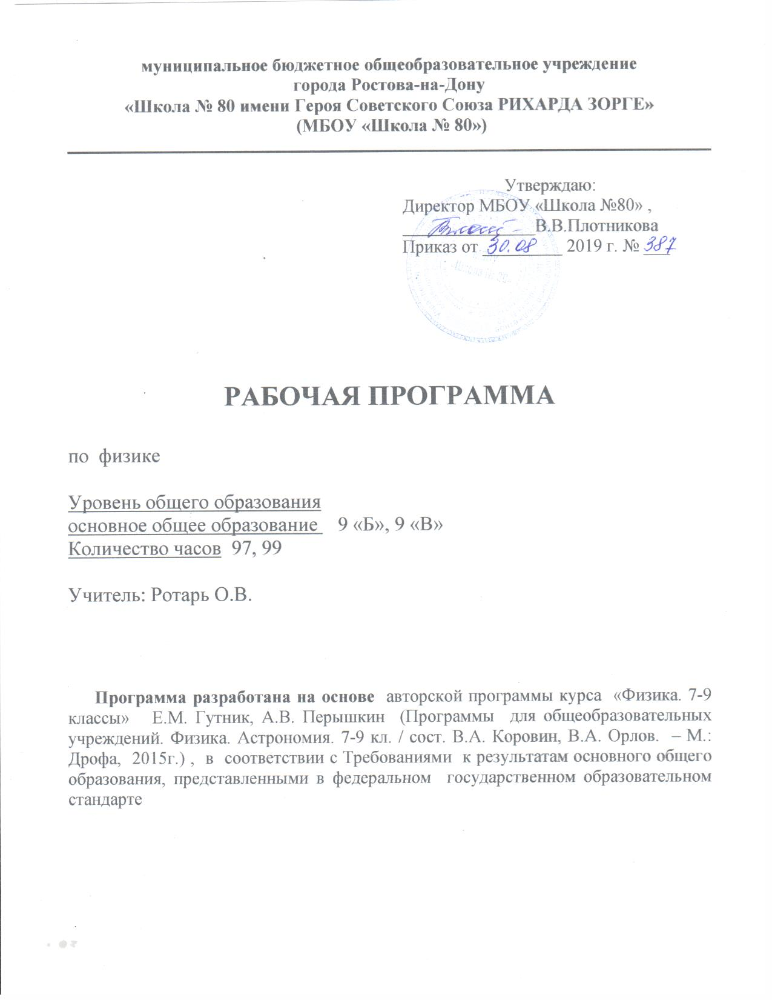 муниципальное бюджетное общеобразовательное учреждение
города Ростова-на-Дону
«Школа № 80 имени Героя Советского Союза РИХАРДА ЗОРГЕ»
(МБОУ «Школа № 80»)
Утверждаю:
Директор МБОУ «Школа №80» ,
_______________В.В.Плотникова
Приказ от 30.08 2019 г. № 387
«Школа № 80»
РАБОЧАЯ ПРОГРАММА
по физике
Уровень общего образования
основное общее образование 9 «Б», 9 «В»
Количество часов 97, 99
Учитель: Ротарь О.В.
Программа разработана на основе авторской программы курса «Физика. 7-9
классы» Е.М. Гутник, А.В. Перышкин (Программы для общеобразовательных
учреждений. Физика. Астрономия. 7-9 кл. / сост. В.А. Коровин, В.А. Орлов. – М.:
Дрофа, 2015г.) , в соответствии с Требованиями к результатам основного общего
образования, представленными в федеральном государственном образовательном
стандарте